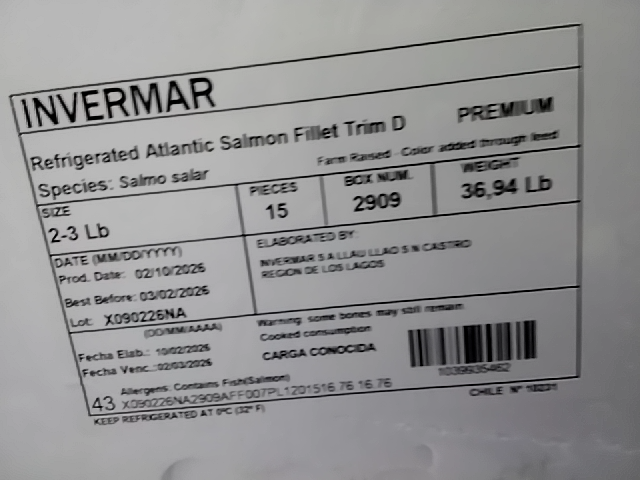 INVERMAR
Refrigerated Atlantic Salmon Fillet Trim D PREMIUM
Species: Salmo salar Farm Raised - Color added through feed
SIZE PIECES BOX NUM. WEIGHT
2-3 Lb 15 2909 36,94 Lb
DATE (MM/DD/YYYY) ELABORATED BY:
Prod. Date: 02/10/2026 INVERMAR S A LLAU LLAO S N CASTRO
Best Before: 03/02/2026 REGION DE LOS LAGOS
Lot: X090226NA
(DD/MM/AAAA) Warning: some bones may still remain
Fecha Elab.: 10/02/2026 Cooked consumption
Fecha Venc.: 02/03/2026 CARGA CONOCIDA
1039935462
Allergens: Contains Fish(Salmon)
43 X090226NA2909AFF007PL1201516.76 16.76
KEEP REFRIGERATED AT 0ºC (32º F) CHILE Nº 10231